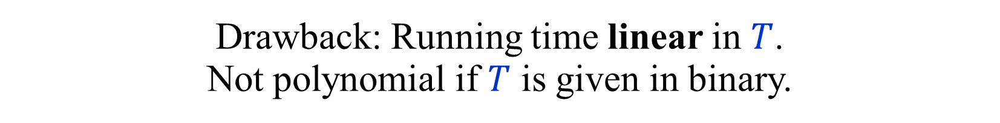 Drawback: Running time linear in T.
Not polynomial if T is given in binary.